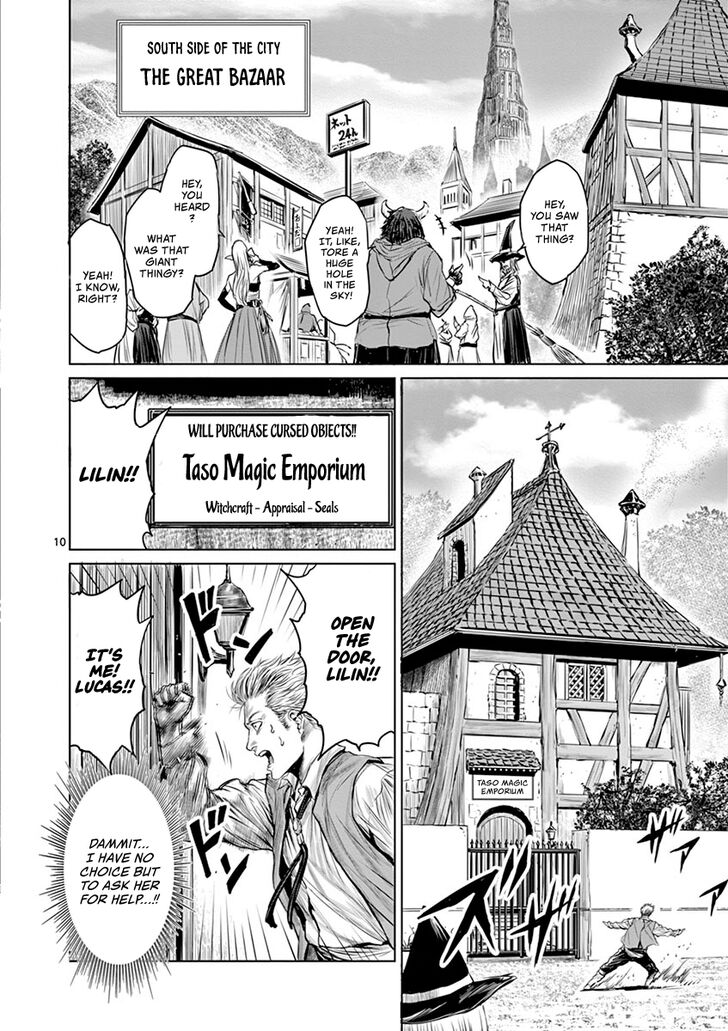 SOUTH SIDE OF THE CITY
THE GREAT BAZAAR
HEY,
YOU SAW
THAT
THING?
ネット
24h
YEAH!
IT, LIKE,
TORE A
HUGE
HOLE
IN THE
SKY!
HEY,
YOU
HEARD
?
WHAT
WAS THAT
GIANT
THINGY?
YEAH!
I KNOW,
RIGHT?
TASO MAGIC
EMPORIUM
ズザザッ
WILL PURCHASE CURSED OBJECTS!!
Taso Magic Emporium
Witchcraft - Appraisal - Seals
LILIN!!
10
OPEN
THE
DOOR,
LILIN!!
ドン
ドン
IT'S
ME!
LUCAS!!
DAMMIT...
I HAVE NO
CHOICE BUT
TO ASK HER
FOR HELP...!!